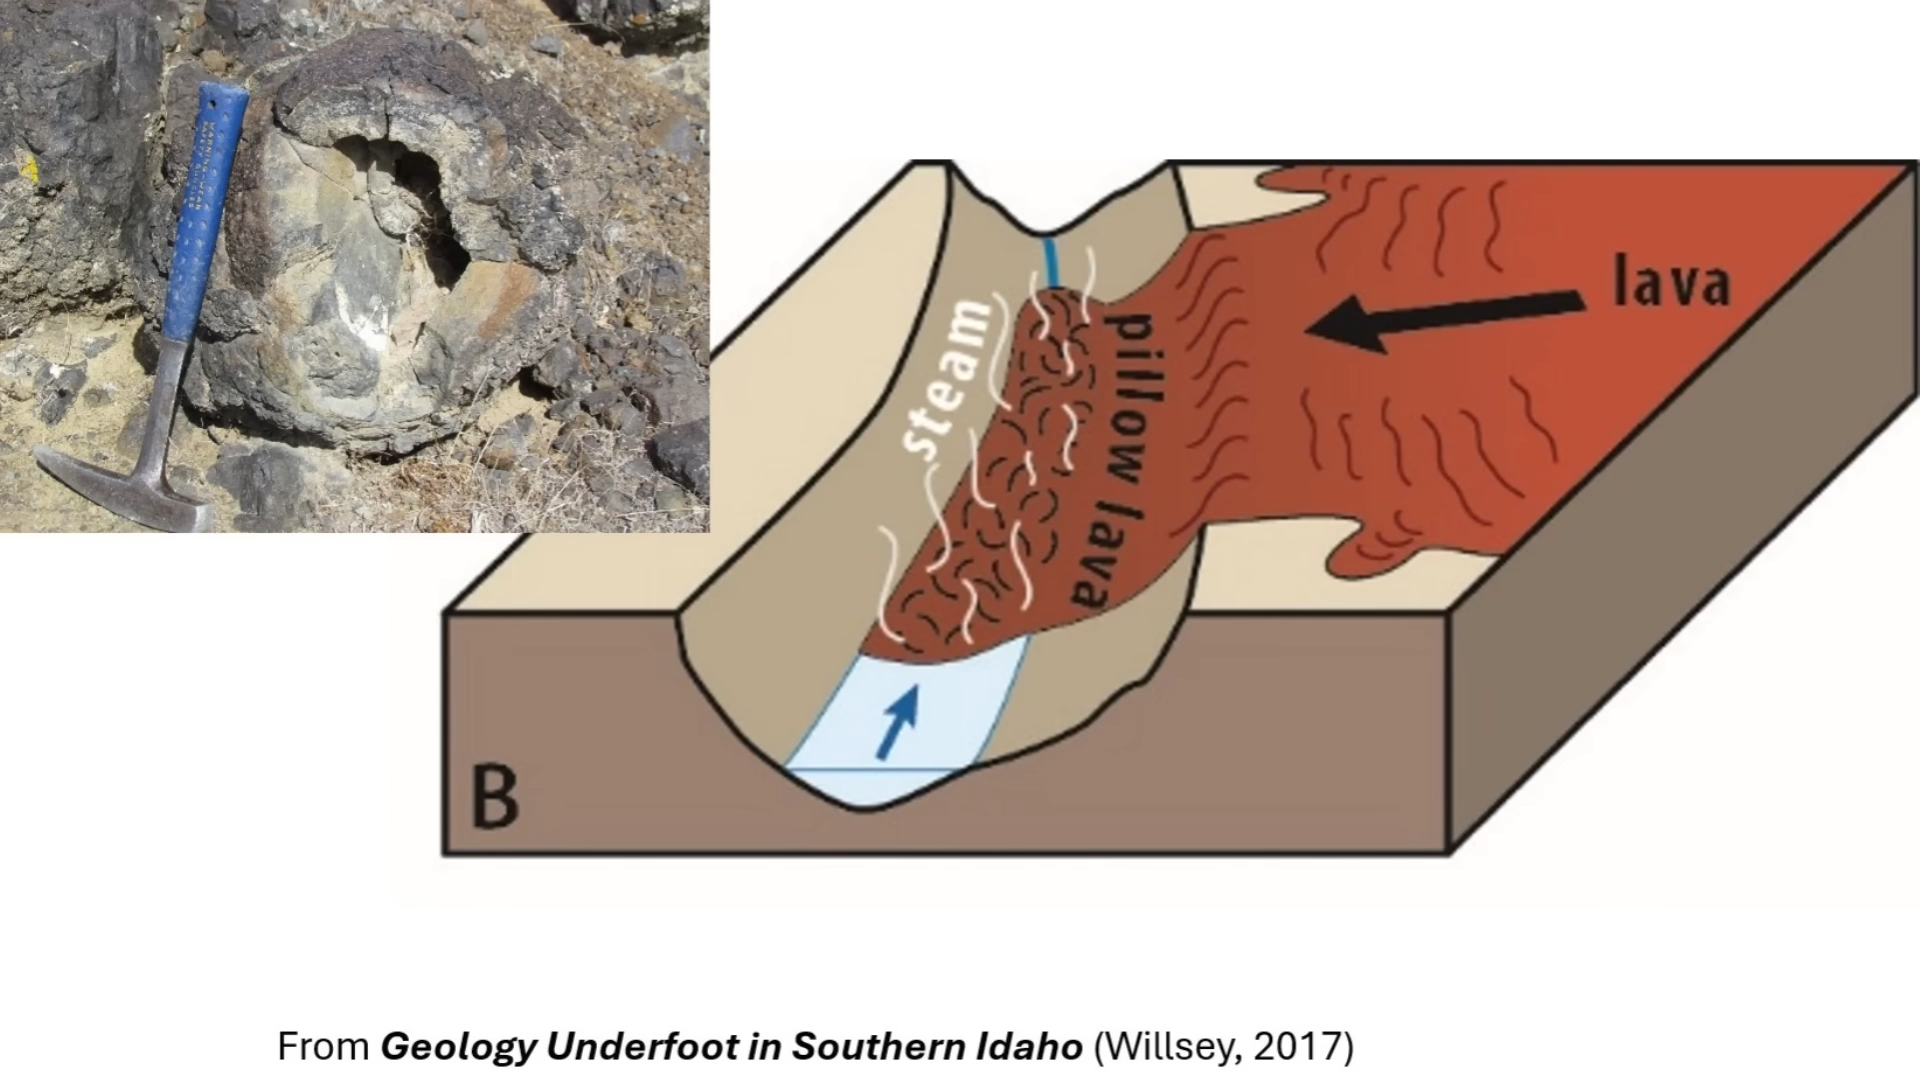 lava
steam
pillow lava
B
From Geology Underfoot in Southern Idaho (Willsey, 2017)